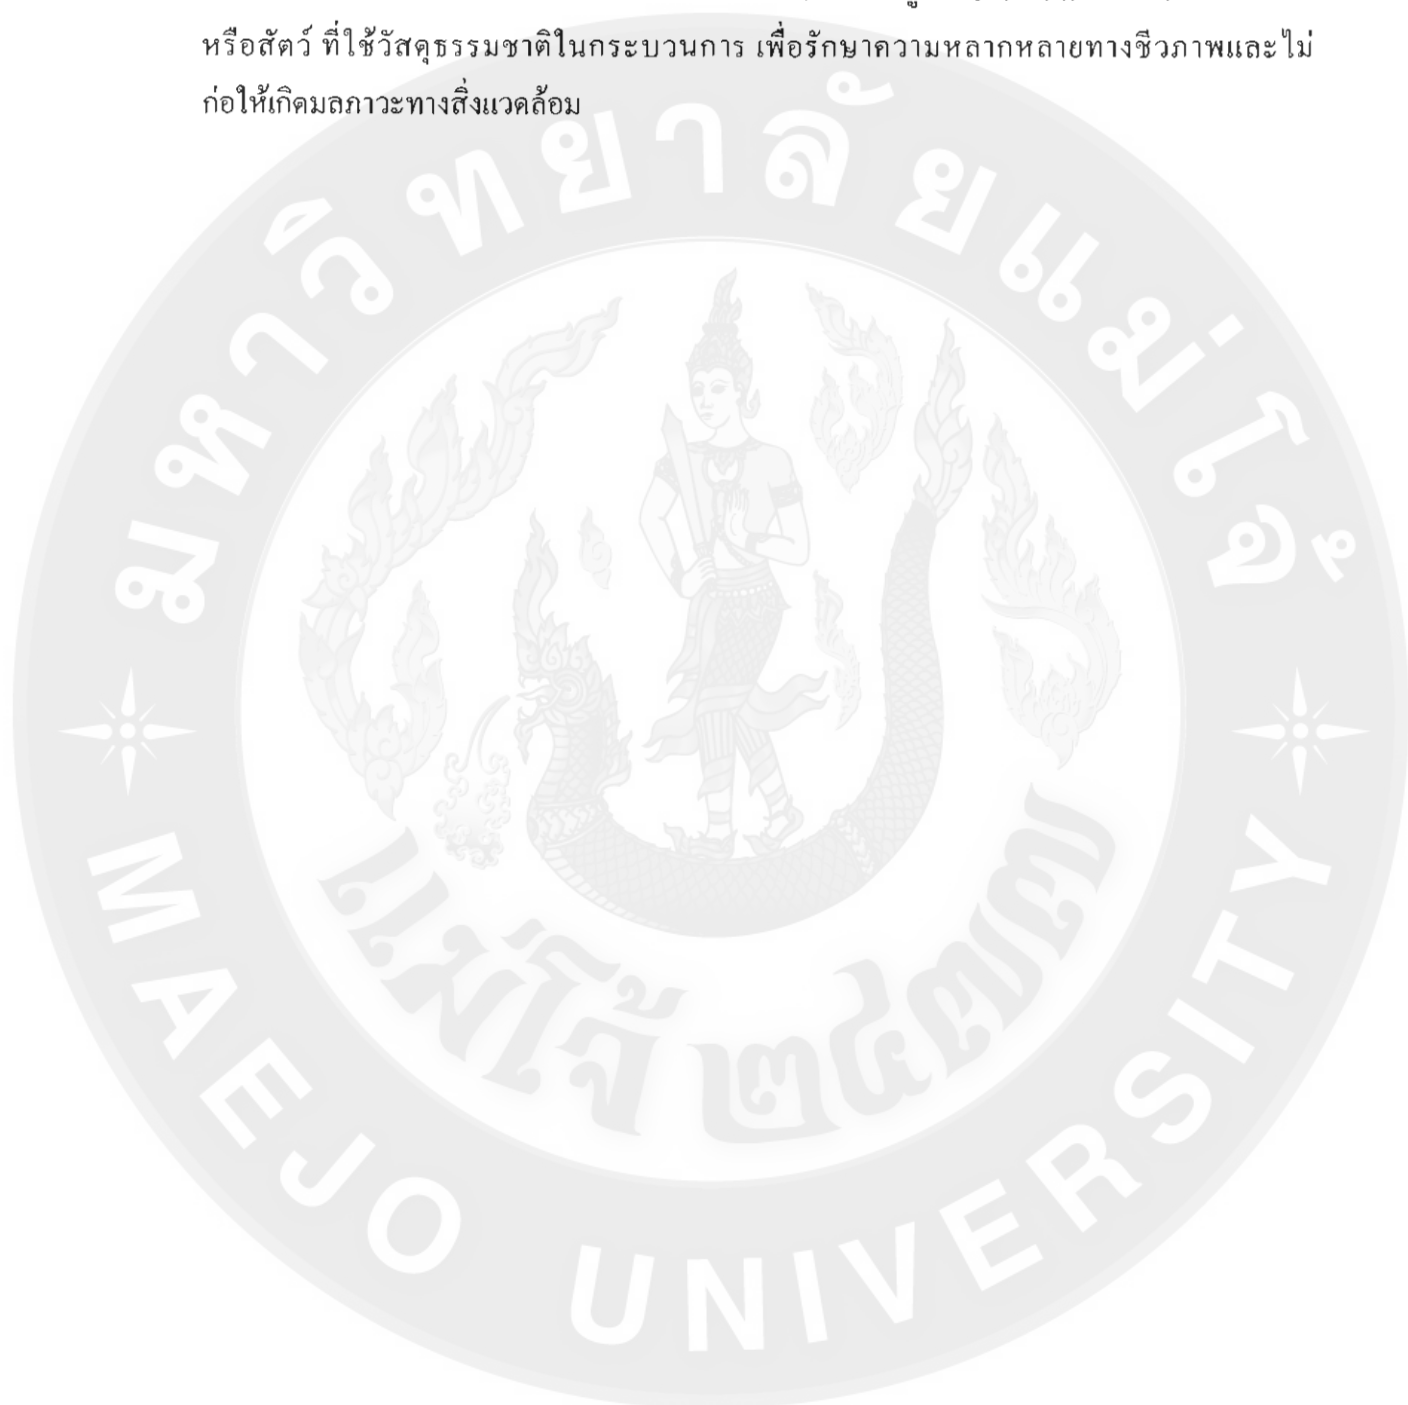 หรือสัตว์ ที่ใช้วัสดุธรรมชาติในกระบวนการ เพื่อรักษาความหลากหลายทางชีวภาพและไม่
ก่อให้เกิดมลภาวะทางสิ่งแวดล้อม
มหาวิทยาลัยแม่โจ้
แม่โจ้ ๒๔๗๗
MAEJO UNIVERSITY